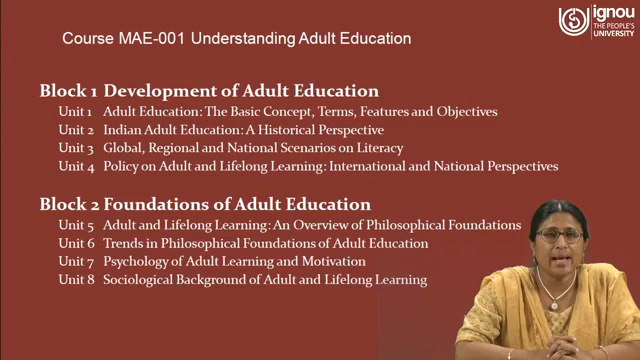 ignou
THE PEOPLE'S
UNIVERSITY
Course MAE-001 Understanding Adult Education
Block 1 Development of Adult Education
Unit 1 Adult Education: The Basic Concept, Terms, Features and Objectives
Unit 2 Indian Adult Education: A Historical Perspective
Unit 3 Global, Regional and National Scenarios on Literacy
Unit 4 Policy on Adult and Lifelong Learning: International and National Perspectives
Block 2 Foundations of Adult Education
Unit 5 Adult and Lifelong Learning: An Overview of Philosophical Foundations
Unit 6 Trends in Philosophical Foundations of Adult Education
Unit 7 Psychology of Adult Learning and Motivation
Unit 8 Sociological Background of Adult and Lifelong Learning